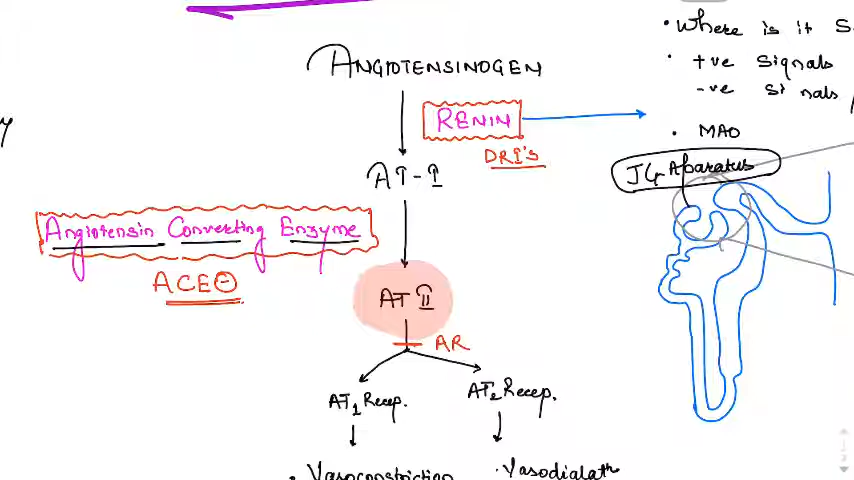 • Where is it S
ANGIOTENSINOGEN
• +ve Signals
-ve Si nals
RENIN
• MAO
DRI's
JG Aparatus
AT-I
Angiotensin Converting Enzyme
ACE⊖
AT II
AR
AT1 Recep.
AT2 Recep.
• Vasoconstriction
• Vasodialat